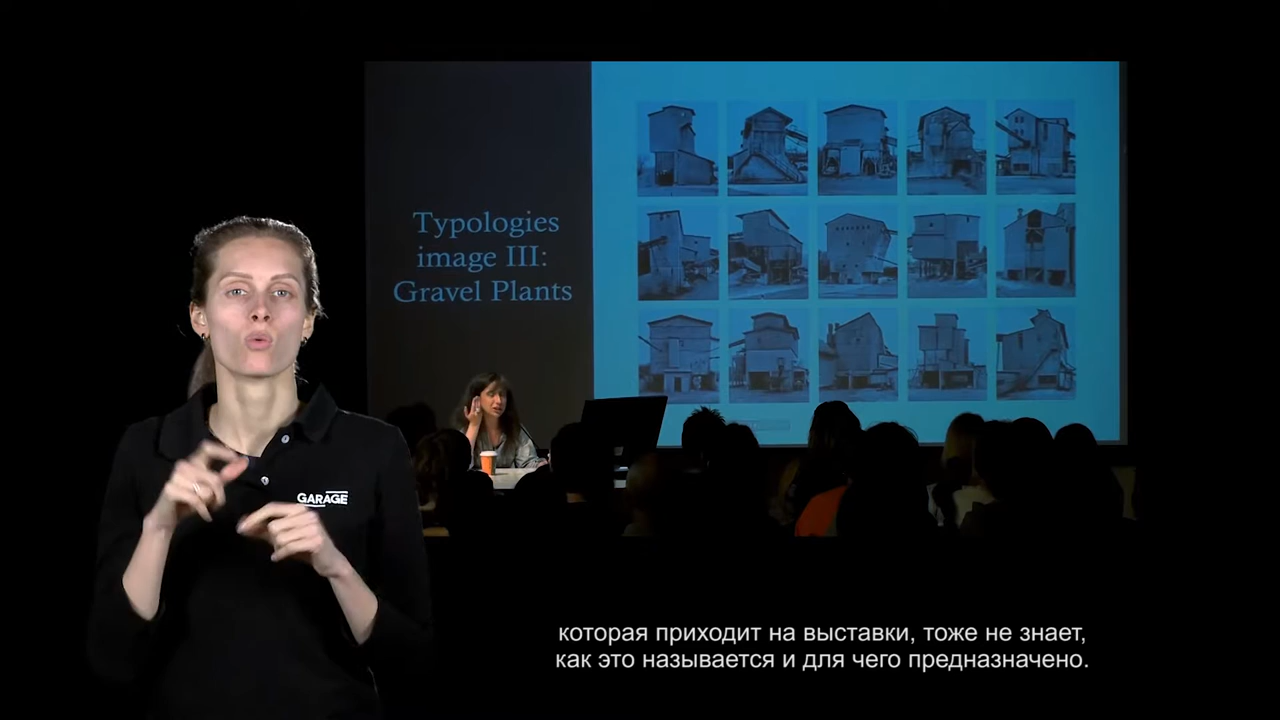 Typologies
image III:
Gravel Plants
GARAGE
которая приходит на выставки, тоже не знает,
как это называется и для чего предназначено.